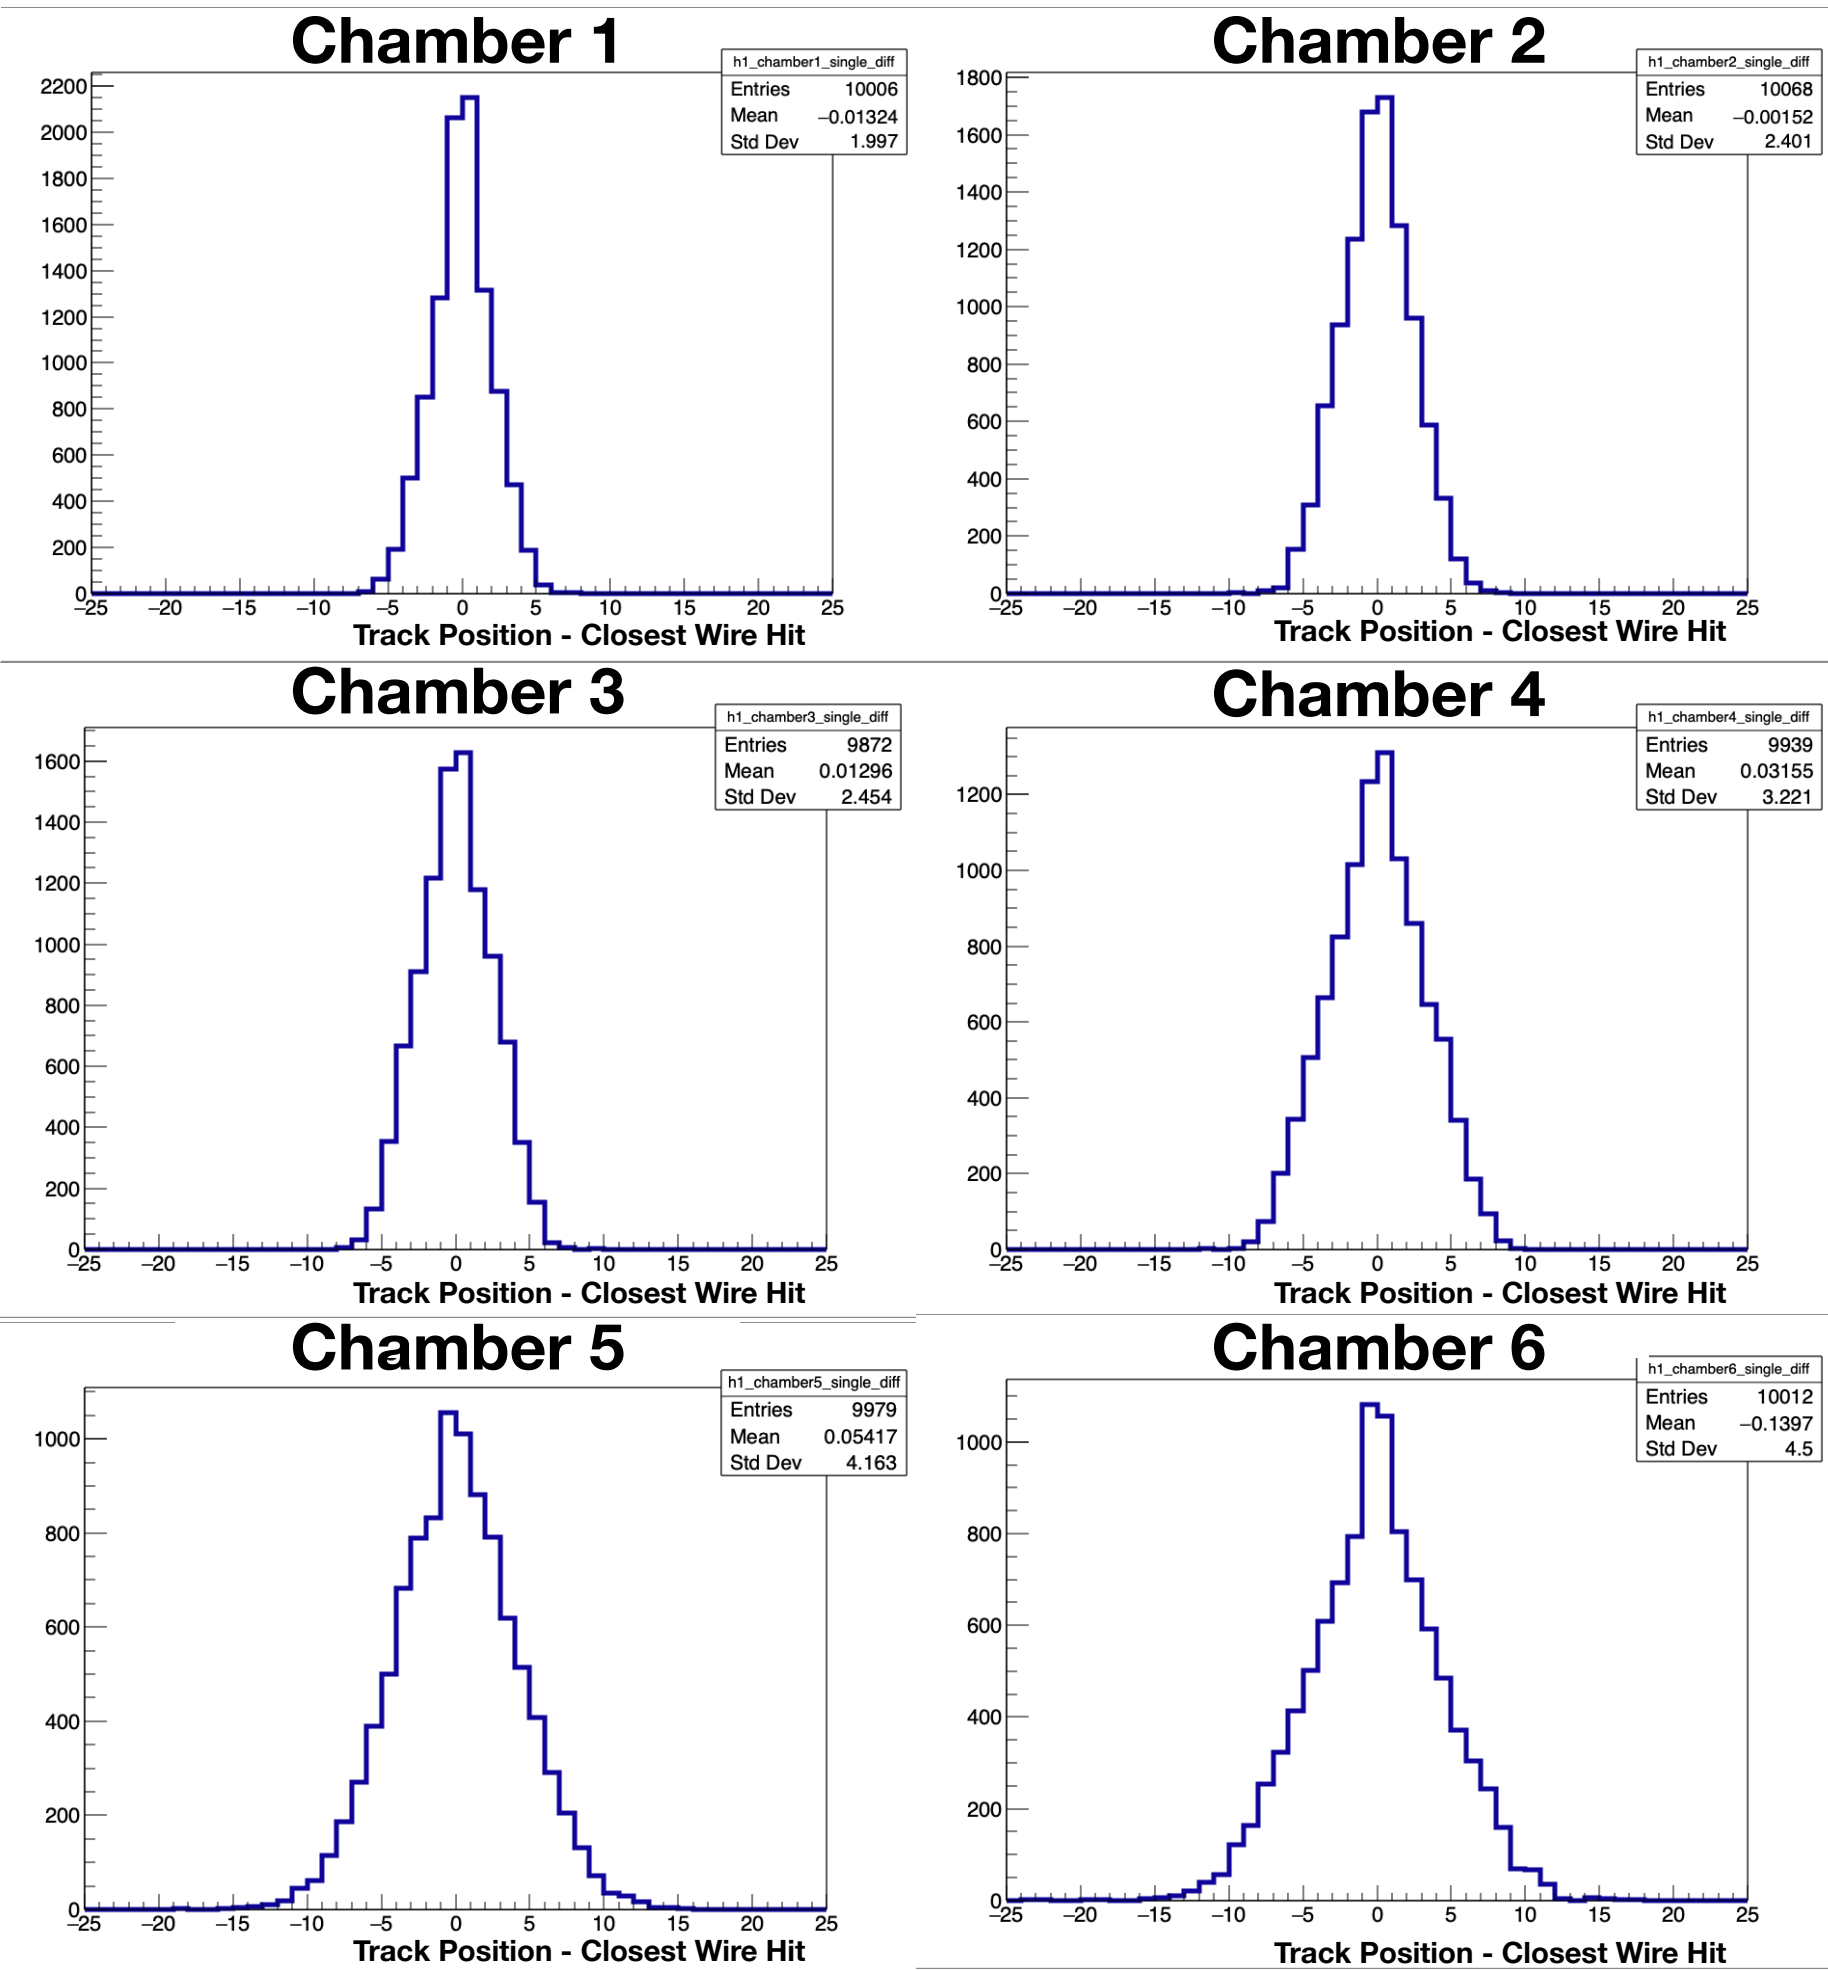 Chamber 1
h1_chamber1_single_diff
Entries 10006
Mean −0.01324
Std Dev 1.997
2200
2000
1800
1600
1400
1200
1000
800
600
400
200
0
−25 −20 −15 −10 −5 0 5 10 15 20 25
Track Position - Closest Wire Hit
Chamber 2
h1_chamber2_single_diff
Entries 10068
Mean −0.00152
Std Dev 2.401
1800
1600
1400
1200
1000
800
600
400
200
0
−25 −20 −15 −10 −5 0 5 10 15 20 25
Track Position - Closest Wire Hit
Chamber 3
h1_chamber3_single_diff
Entries 9872
Mean 0.01296
Std Dev 2.454
1600
1400
1200
1000
800
600
400
200
0
−25 −20 −15 −10 −5 0 5 10 15 20 25
Track Position - Closest Wire Hit
Chamber 4
h1_chamber4_single_diff
Entries 9939
Mean 0.03155
Std Dev 3.221
1200
1000
800
600
400
200
0
−25 −20 −15 −10 −5 0 5 10 15 20 25
Track Position - Closest Wire Hit
Chamber 5
h1_chamber5_single_diff
Entries 9979
Mean 0.05417
Std Dev 4.163
1000
800
600
400
200
0
−25 −20 −15 −10 −5 0 5 10 15 20 25
Track Position - Closest Wire Hit
Chamber 6
h1_chamber6_single_diff
Entries 10012
Mean −0.1397
Std Dev 4.5
1000
800
600
400
200
0
−25 −20 −15 −10 −5 0 5 10 15 20 25
Track Position - Closest Wire Hit